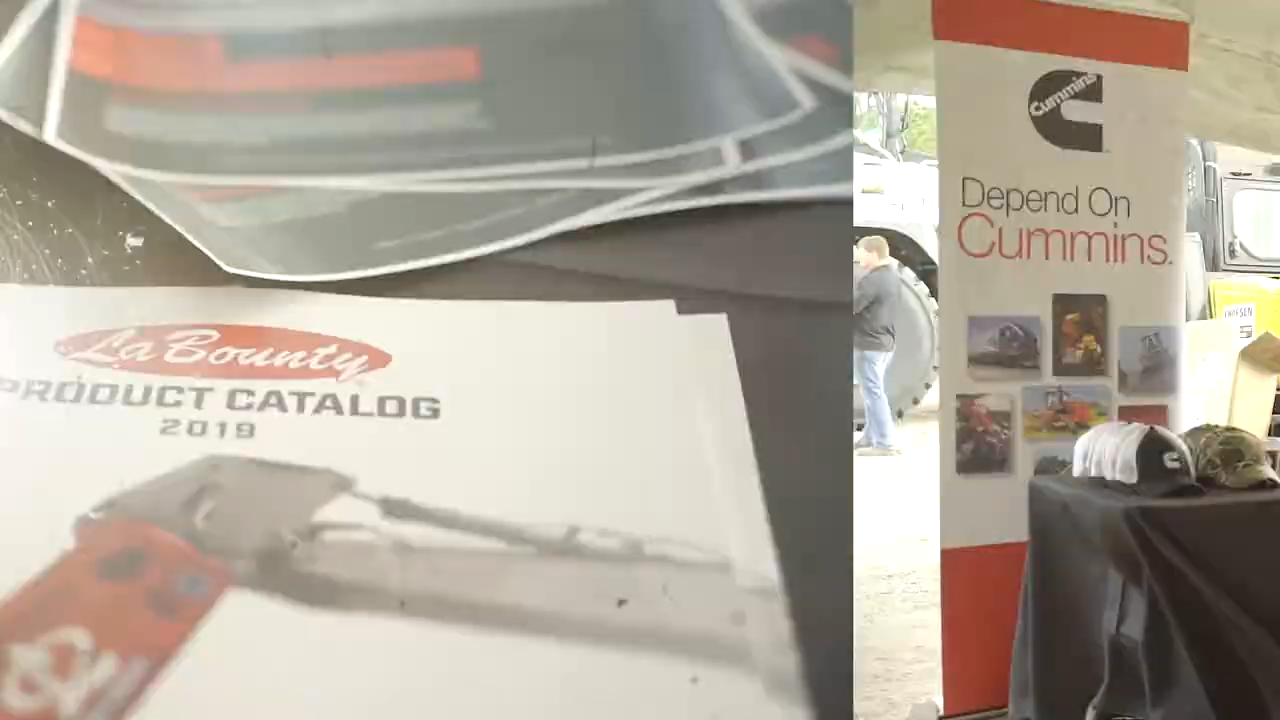 LaBounty
PRODUCT CATALOG
2019
Cummins
Depend On
Cummins.